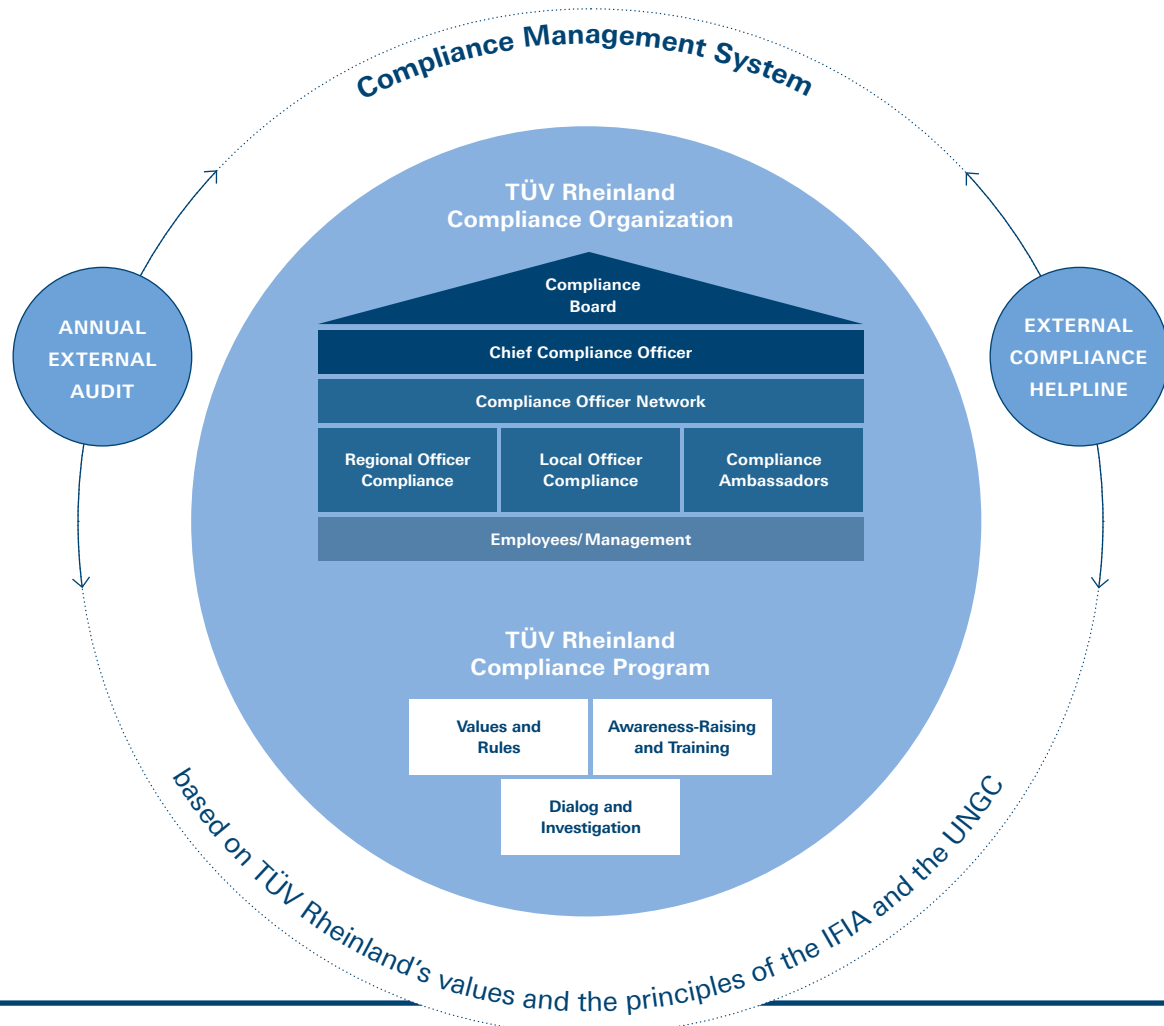 Compliance Management System
TÜV Rheinland
Compliance Organization
Compliance
Board
Chief Compliance Officer
Compliance Officer Network
Regional Officer
Compliance
Local Officer
Compliance
Compliance
Ambassadors
Employees/Management
ANNUAL
EXTERNAL
AUDIT
EXTERNAL
COMPLIANCE
HELPLINE
TÜV Rheinland
Compliance Program
Values and
Rules
Awareness-Raising
and Training
Dialog and
Investigation
based on TÜV Rheinland's values and the principles of the IFIA and the UNGC